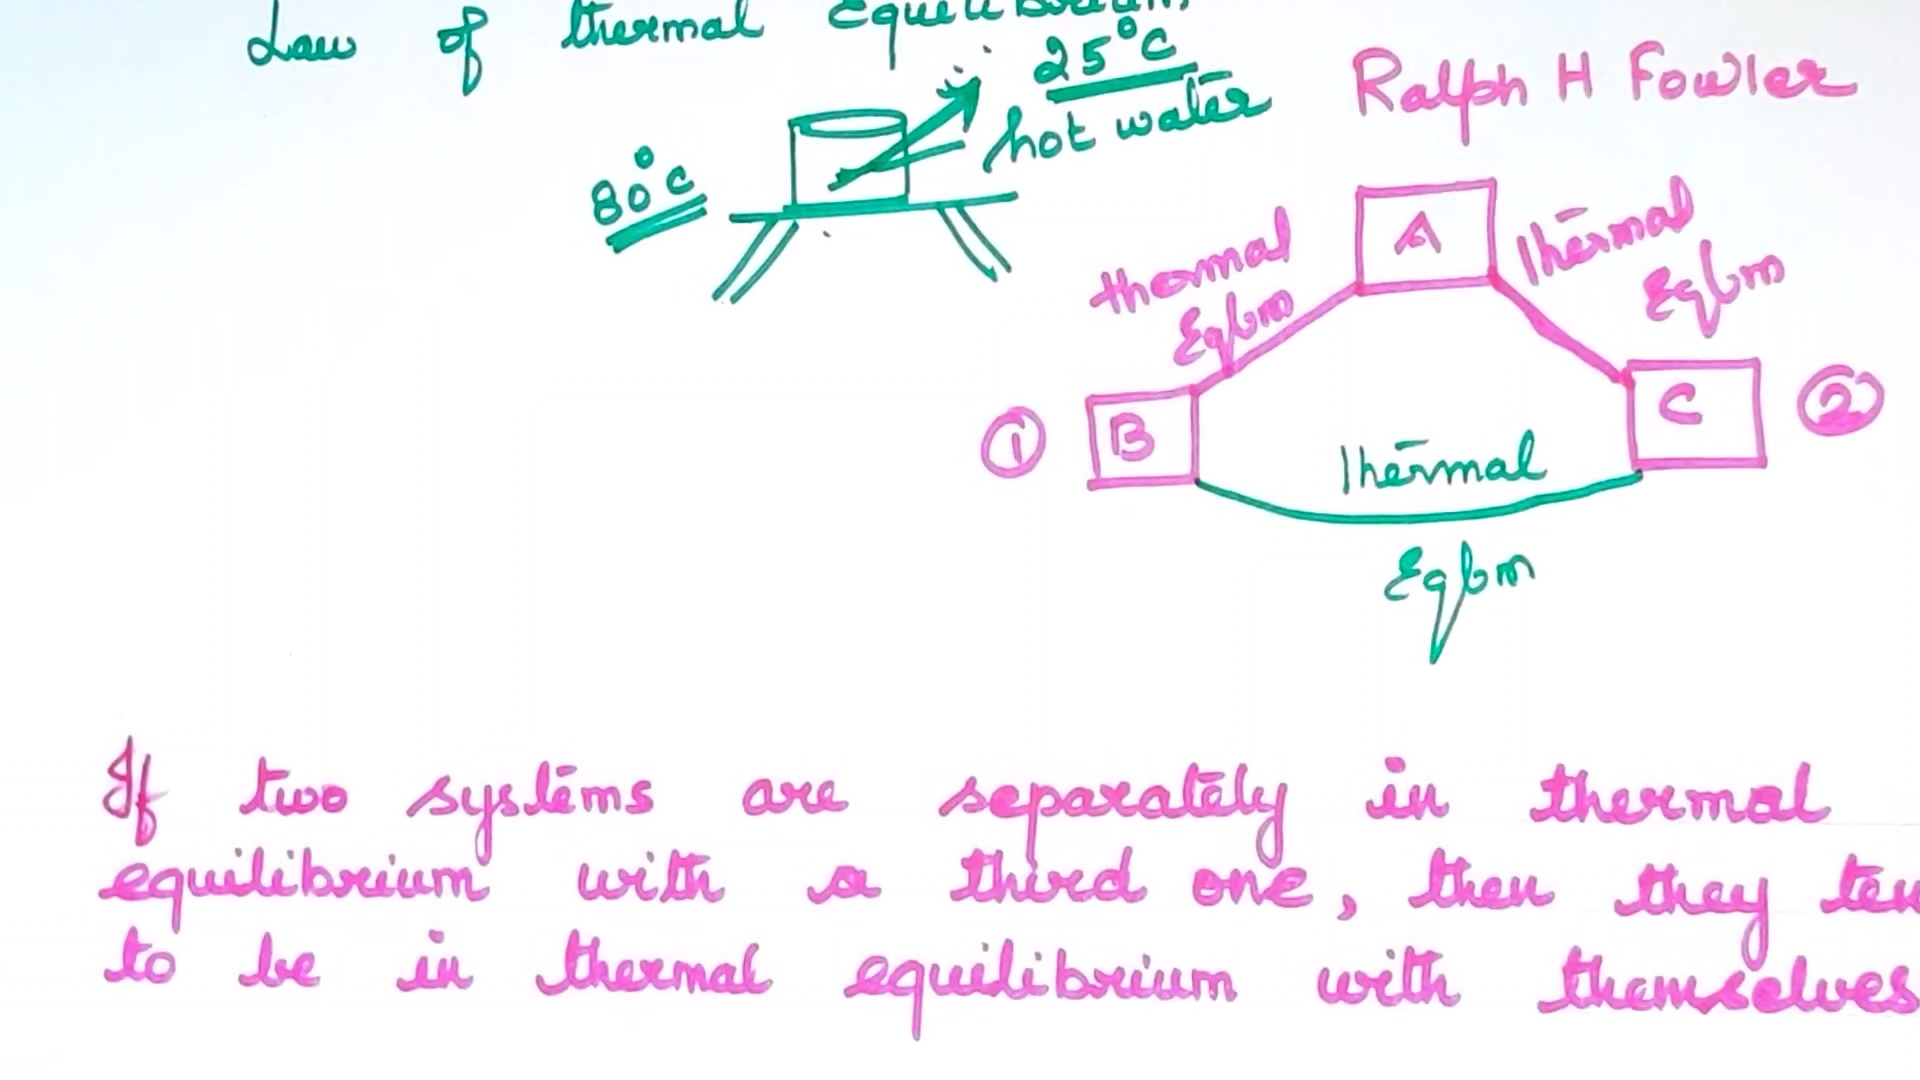 Law of thermal Equilibrium
25°C
Ralph H Fowler
hot water
80°C
A
thermal
Eqbm
thermal
Eqbm
B
C
1
2
Thermal
Eqbm
If two systems are separately in thermal
equilibrium with a third one, then they
to be in thermal equilibrium with themselves